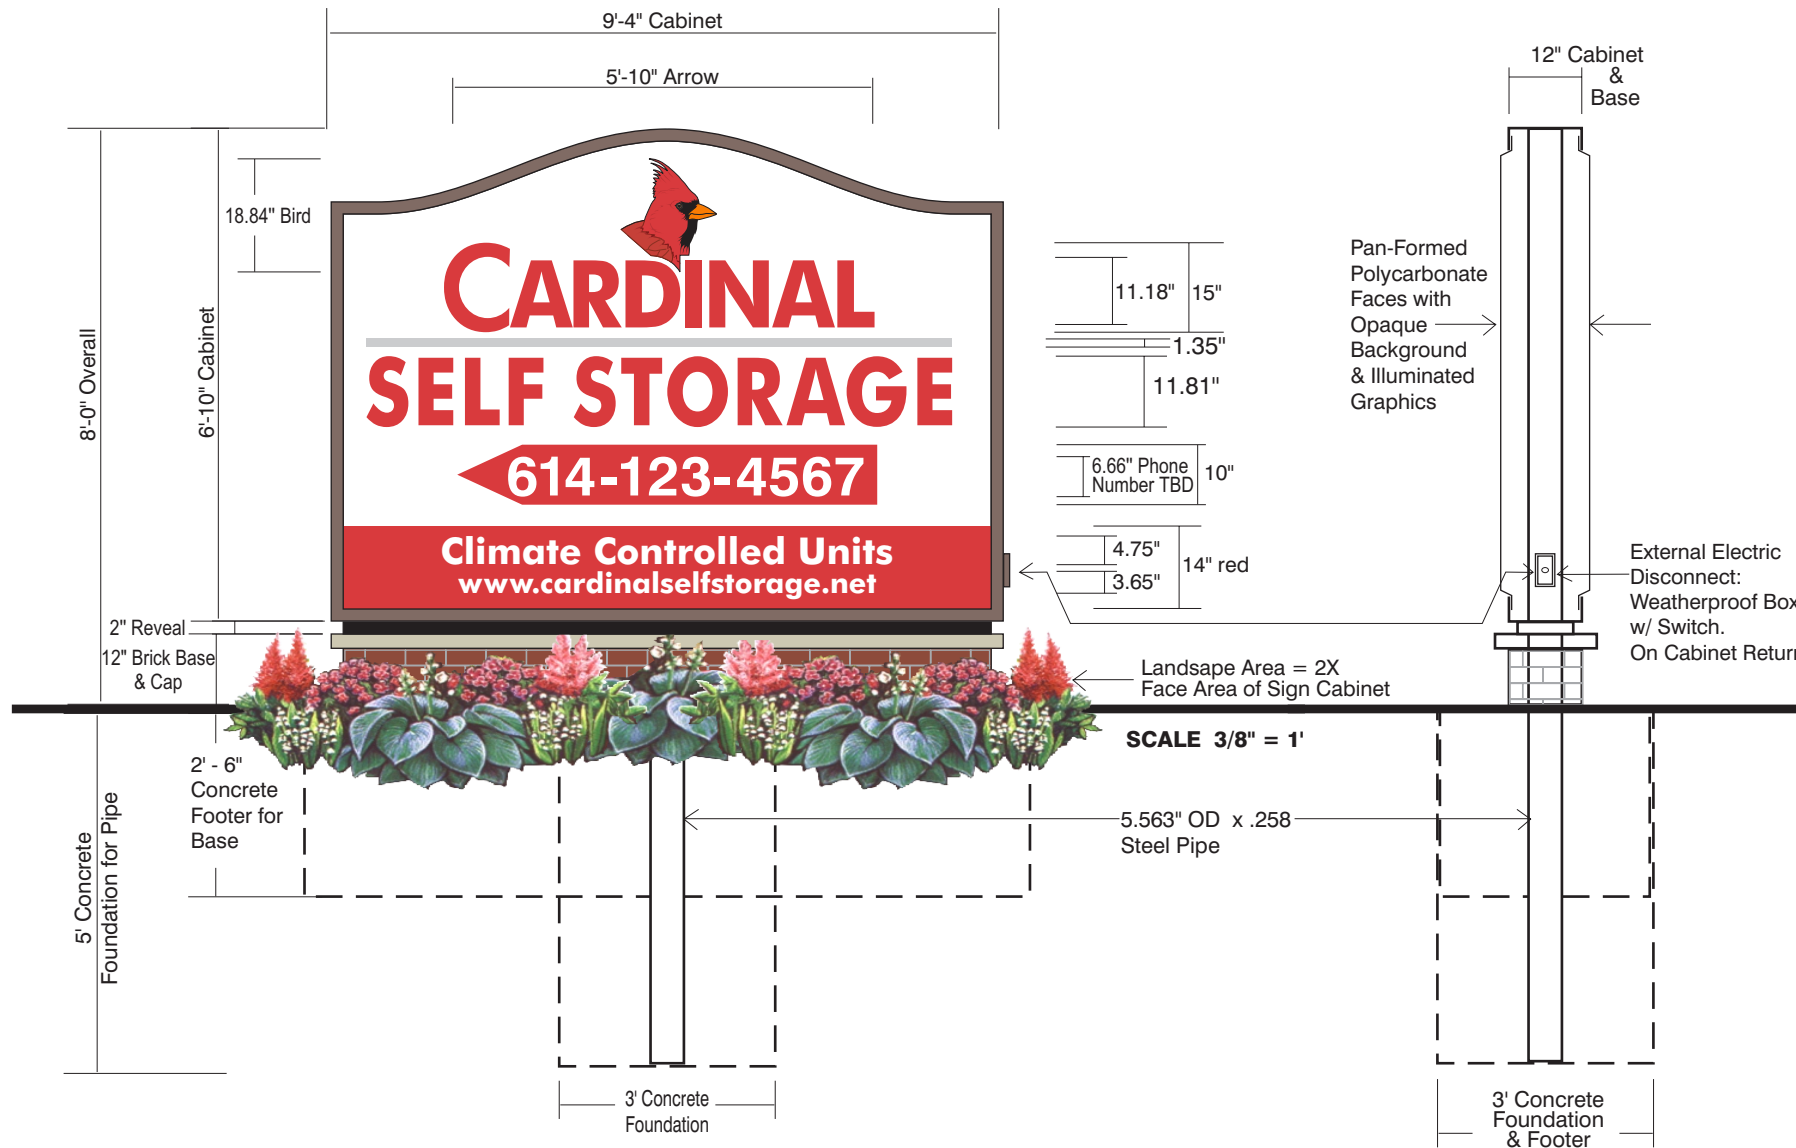 9'-4" Cabinet
5'-10" Arrow
12" Cabinet
&
Base
18.84" Bird
8'-0" Overall
6'-10" Cabinet
CARDINAL
SELF STORAGE
614-123-4567
Climate Controlled Units
www.cardinalselfstorage.net
11.18"
15"
1.35"
11.81"
6.66" Phone
Number TBD
10"
4.75"
3.65"
14" red
Pan-Formed
Polycarbonate
Faces with
Opaque
Background
& Illuminated
Graphics
External Electric
Disconnect:
Weatherproof Box
w/ Switch.
On Cabinet Return
2" Reveal
12" Brick Base
& Cap
Landsape Area = 2X
Face Area of Sign Cabinet
SCALE 3/8" = 1'
2' - 6"
Concrete
Footer for
Base
5' Concrete
Foundation for Pipe
5.563" OD x .258
Steel Pipe
3' Concrete
Foundation
3' Concrete
Foundation
& Footer